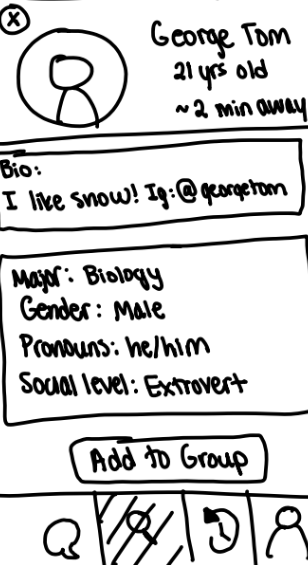 X
George Tom
21 yrs old
~2 min away
Bio:
I like snow! Ig:@georgetom
Major: Biology
Gender: Male
Pronouns: he/him
Social level: Extrovert
Add to Group